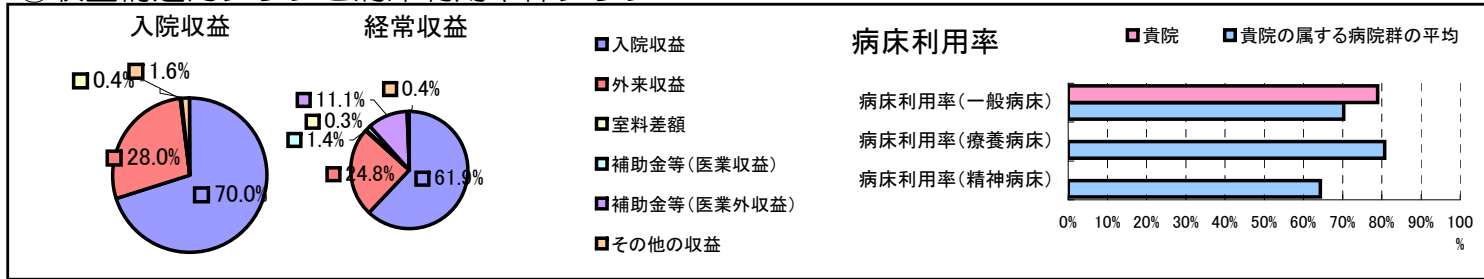 入院収益
1.6%
0.4%
28.0%
70.0%
経常収益
0.4%
11.1%
0.3%
1.4%
24.8%
61.9%
入院収益
外来収益
室料差額
補助金等(医業収益)
補助金等(医業外収益)
その他の収益
病床利用率
貴院
貴院の属する病院群の平均
病床利用率(一般病床)
病床利用率(療養病床)
病床利用率(精神病床)
0% 10% 20% 30% 40% 50% 60% 70% 80% 90% 100
%